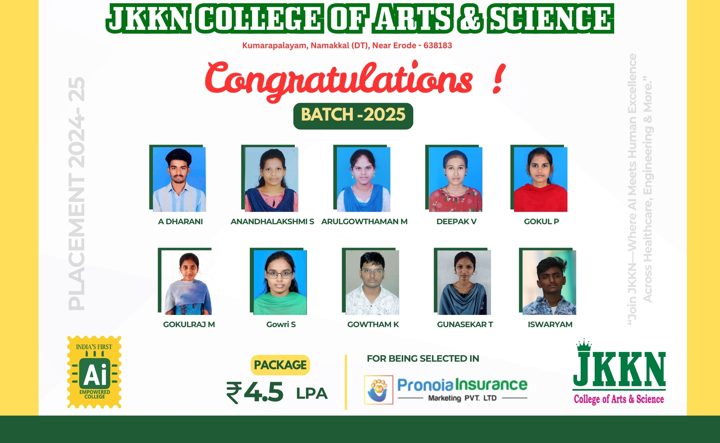 JKKN COLLEGE OF ARTS & SCIENCE
Kumarapalayam, Namakkal (DT), Near Erode - 638183
Congratulations !
BATCH -2025
PLACEMENT 2024- 25
"Join JKKN—Where AI Meets Human Excellence
Across Healthcare, Engineering & More."
A DHARANI
ANANDHALAKSHMI S
ARULGOWTHAMAN M
DEEPAK V
GOKUL P
GOKULRAJ M
Gowri S
GOWTHAM K
GUNASEKAR T
ISWARYAM
INDIA'S FIRST
Ai
EMPOWERED
COLLEGE
PACKAGE
₹4.5 LPA
FOR BEING SELECTED IN
Pronoia Insurance
Marketing PVT. LTD
JKKN
College of Arts & Science